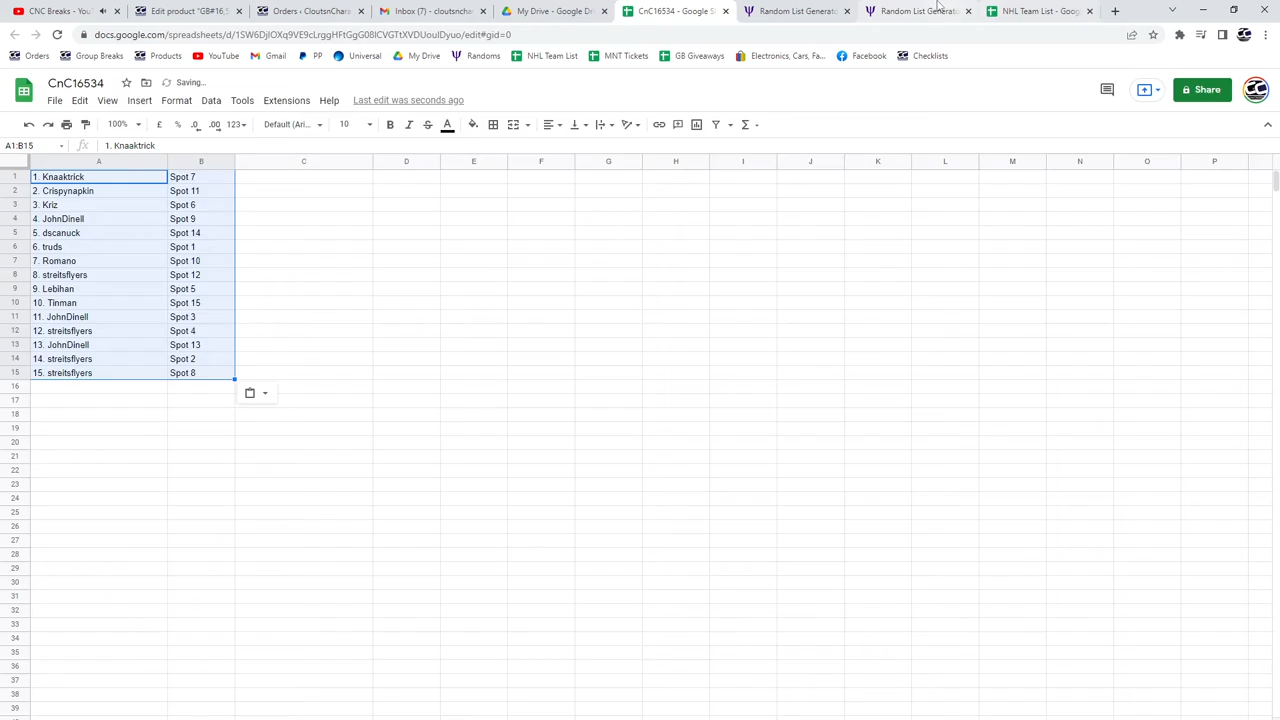 CNC Breaks - You
Edit product "GB#16,5
Orders ‹ CloutsnChara
Inbox (7) - cloutsnchar
My Drive - Google Dri
CnC16534 - Google S
Random List Generato
Random List Generato
NHL Team List - Goog
docs.google.com/spreadsheets/d/1SW6DjlOXq9VE9cLrggHFtGgG08lCVGTtXVDUouIDyuo/edit#gid=0
Orders
Group Breaks
Products
YouTube
Gmail
PP
Universal
My Drive
Randoms
NHL Team List
MNT Tickets
GB Giveaways
Electronics, Cars, Fa...
Facebook
Checklists
CnC16534
Saving...
File Edit View Insert Format Data Tools Extensions Help Last edit was seconds ago
Share
100% £ % .0 .00 123 Default (Ari... 10 B I S A
A1:B15 fx 1. Knaaktrick
A B C D E F G H I J K L M N O P
1 1. Knaaktrick Spot 7
2 2. Crispynapkin Spot 11
3 3. Kriz Spot 6
4 4. JohnDinell Spot 9
5 5. dscanuck Spot 14
6 6. truds Spot 1
7 7. Romano Spot 10
8 8. streitsflyers Spot 12
9 9. Lebihan Spot 5
10 10. Tinman Spot 15
11 11. JohnDinell Spot 3
12 12. streitsflyers Spot 4
13 13. JohnDinell Spot 13
14 14. streitsflyers Spot 2
15 15. streitsflyers Spot 8
16
17
18
19
20
21
22
23
24
25
26
27
28
29
30
31
32
33
34
35
36
37
38
39